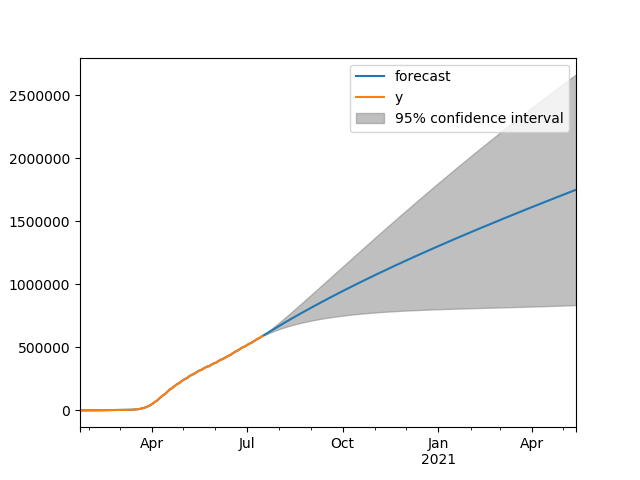 forecast
y
95% confidence interval
2500000
2000000
1500000
1000000
500000
0
Apr
Jul
Oct
Jan
2021
Apr